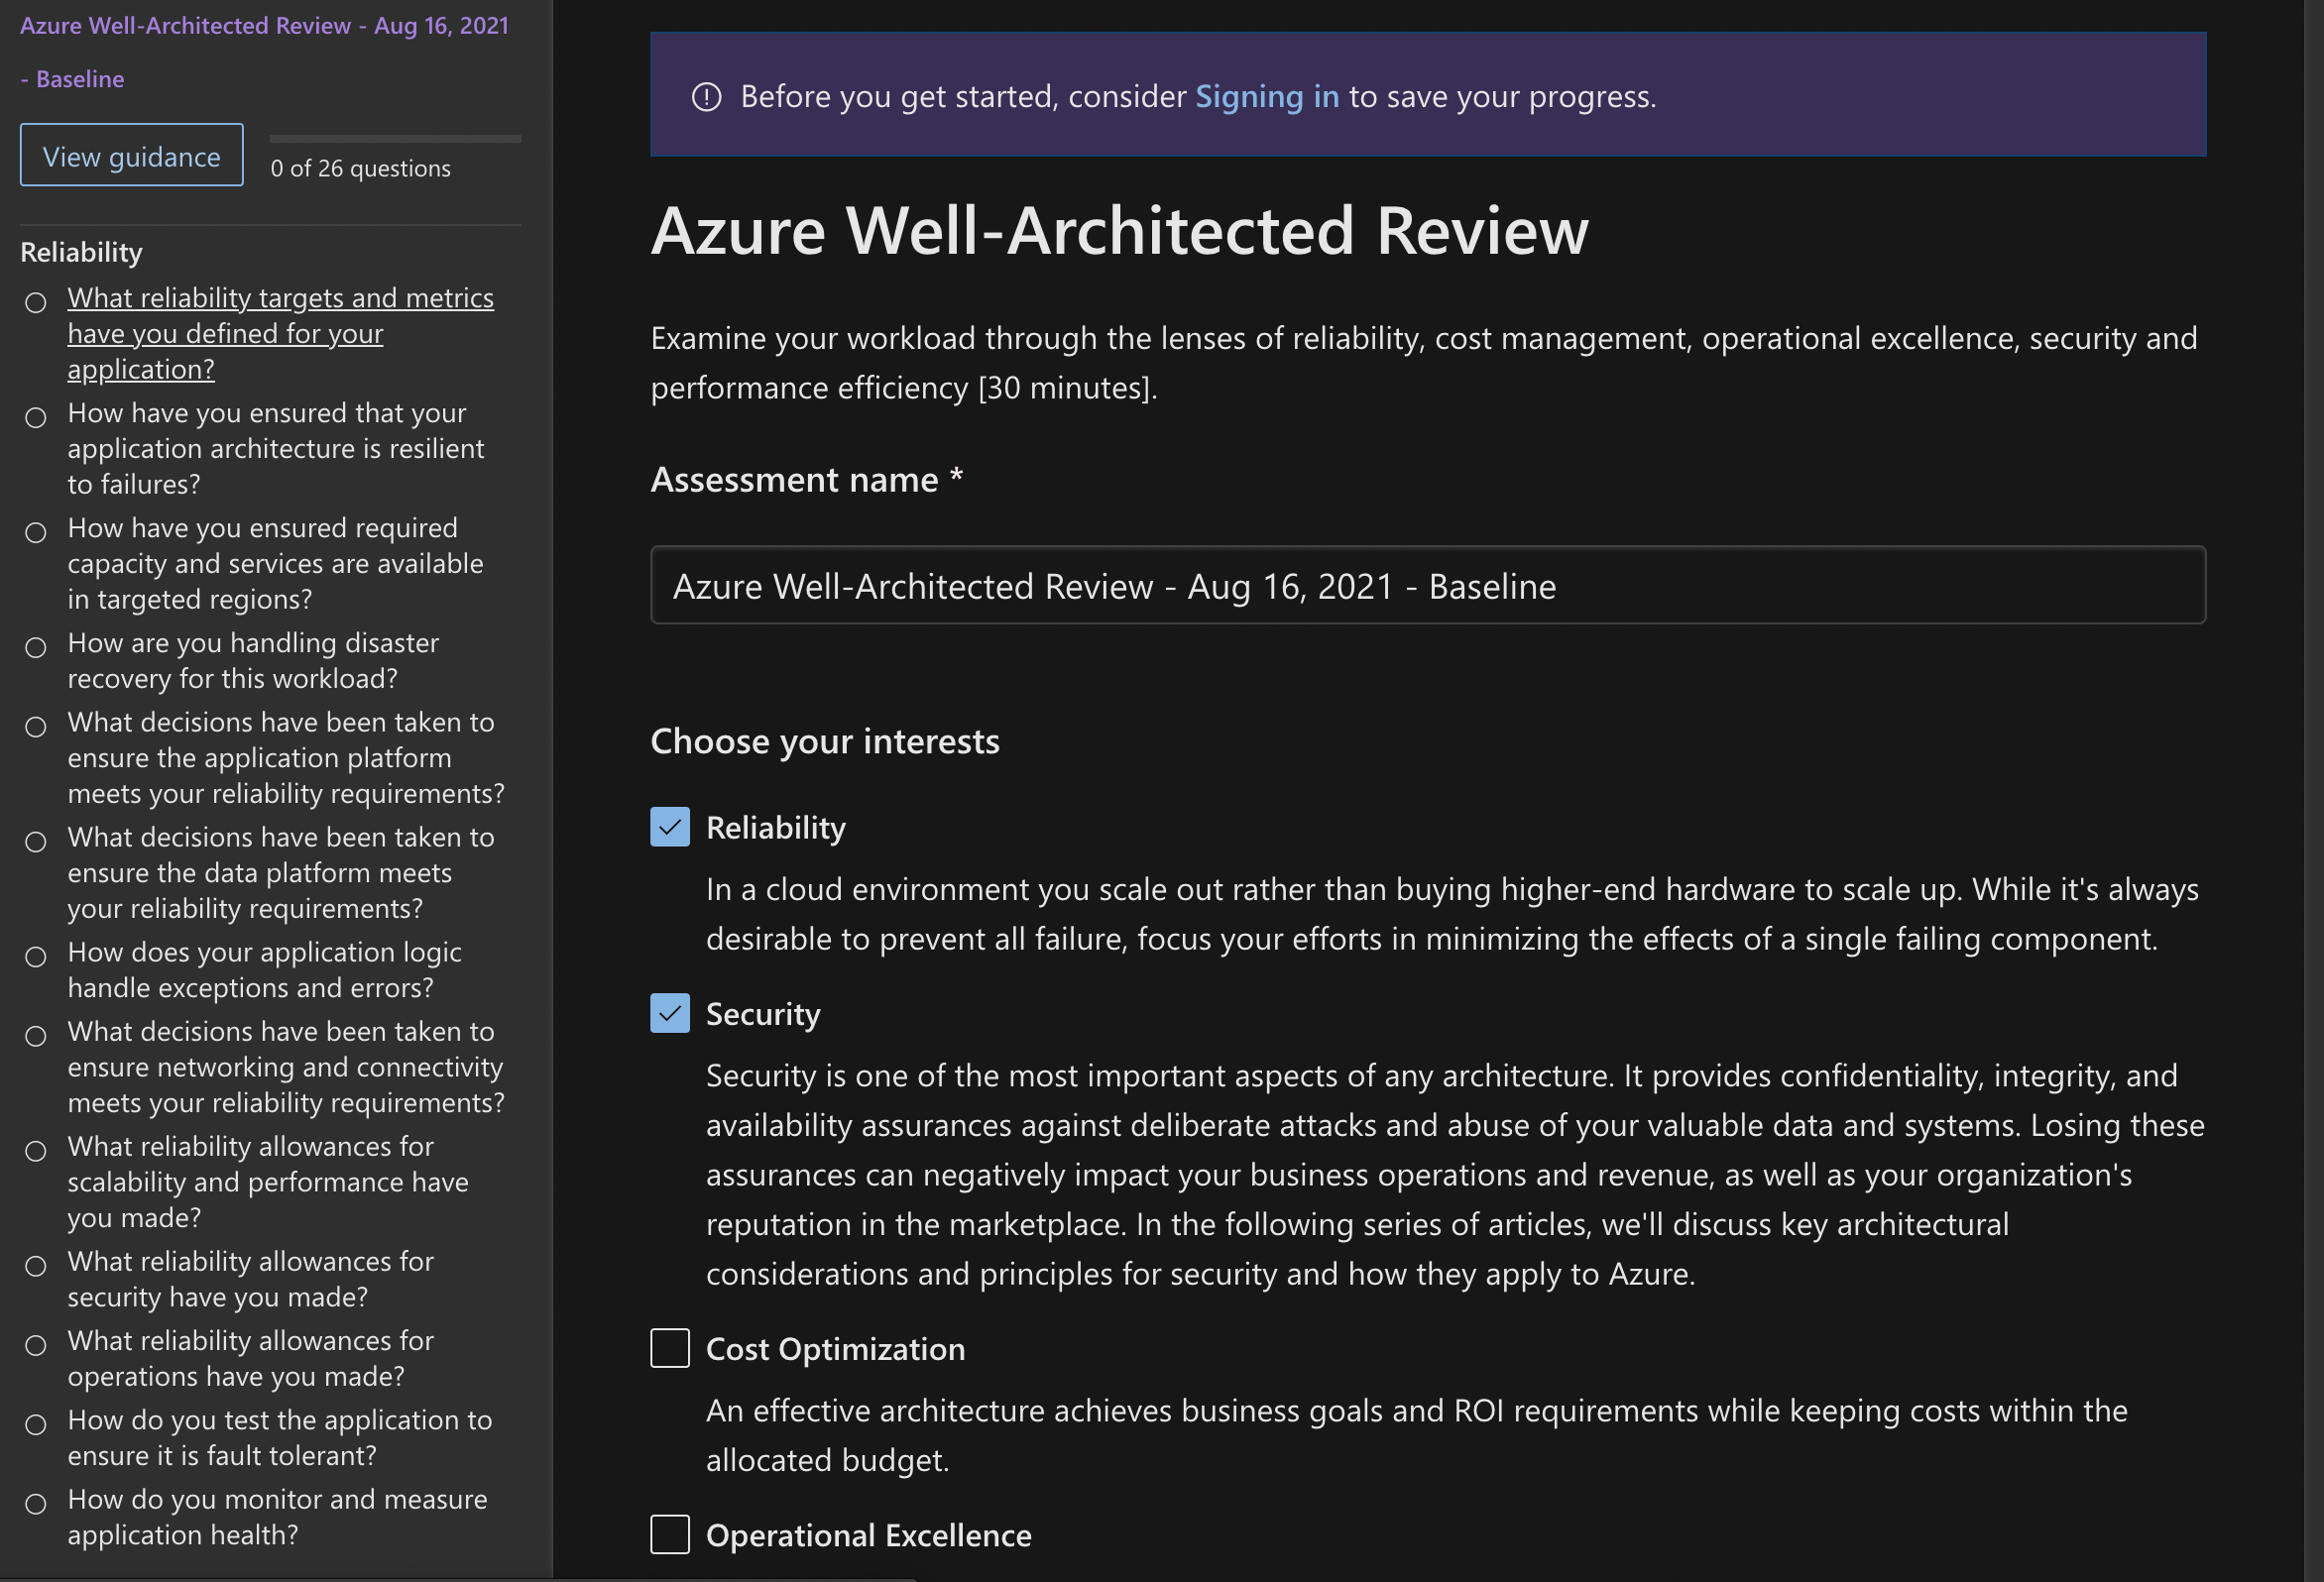 Azure Well-Architected Review - Aug 16, 2021
- Baseline
View guidance
0 of 26 questions
Reliability
What reliability targets and metrics
have you defined for your
application?
How have you ensured that your
application architecture is resilient
to failures?
How have you ensured required
capacity and services are available
in targeted regions?
How are you handling disaster
recovery for this workload?
What decisions have been taken to
ensure the application platform
meets your reliability requirements?
What decisions have been taken to
ensure the data platform meets
your reliability requirements?
How does your application logic
handle exceptions and errors?
What decisions have been taken to
ensure networking and connectivity
meets your reliability requirements?
What reliability allowances for
scalability and performance have
you made?
What reliability allowances for
security have you made?
What reliability allowances for
operations have you made?
How do you test the application to
ensure it is fault tolerant?
How do you monitor and measure
application health?
Before you get started, consider Signing in to save your progress.
Azure Well-Architected Review
Examine your workload through the lenses of reliability, cost management, operational excellence, security and
performance efficiency [30 minutes].
Assessment name *
Azure Well-Architected Review - Aug 16, 2021 - Baseline
Choose your interests
Reliability
In a cloud environment you scale out rather than buying higher-end hardware to scale up. While it's always
desirable to prevent all failure, focus your efforts in minimizing the effects of a single failing component.
Security
Security is one of the most important aspects of any architecture. It provides confidentiality, integrity, and
availability assurances against deliberate attacks and abuse of your valuable data and systems. Losing these
assurances can negatively impact your business operations and revenue, as well as your organization's
reputation in the marketplace. In the following series of articles, we'll discuss key architectural
considerations and principles for security and how they apply to Azure.
Cost Optimization
An effective architecture achieves business goals and ROI requirements while keeping costs within the
allocated budget.
Operational Excellence